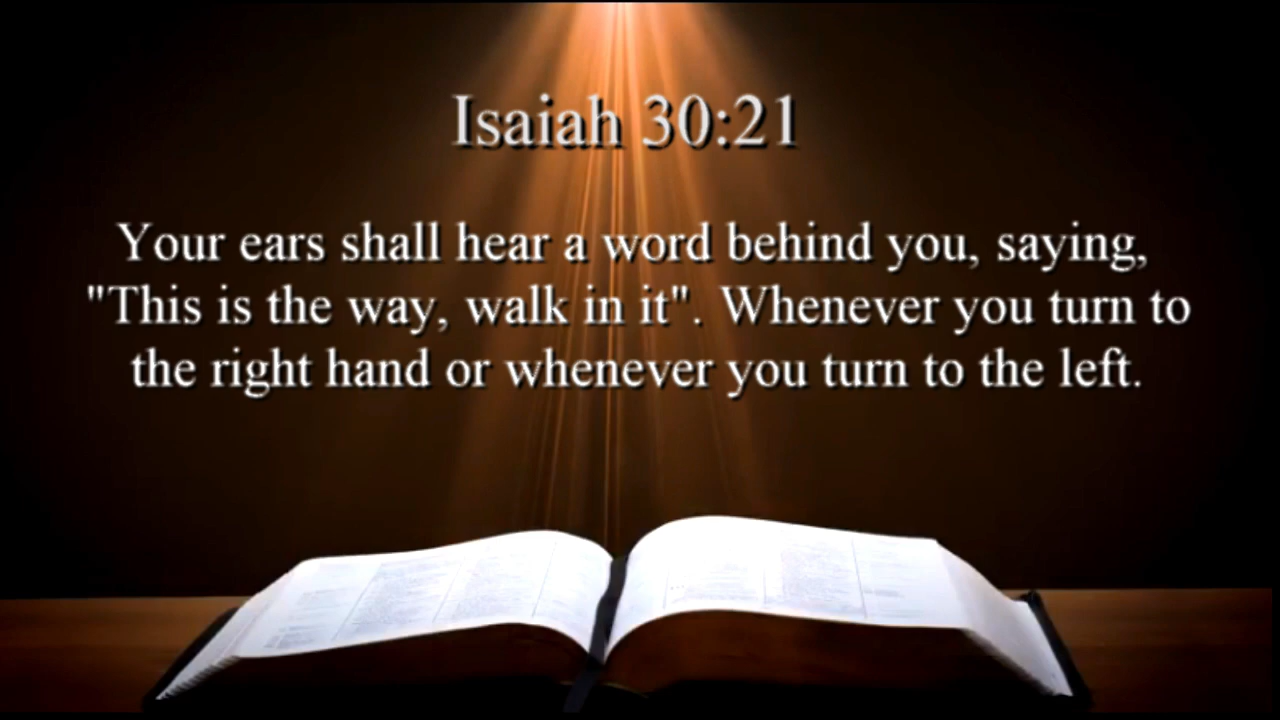 Isaiah 30:21
Your ears shall hear a word behind you, saying,
"This is the way, walk in it". Whenever you turn to
the right hand or whenever you turn to the left.